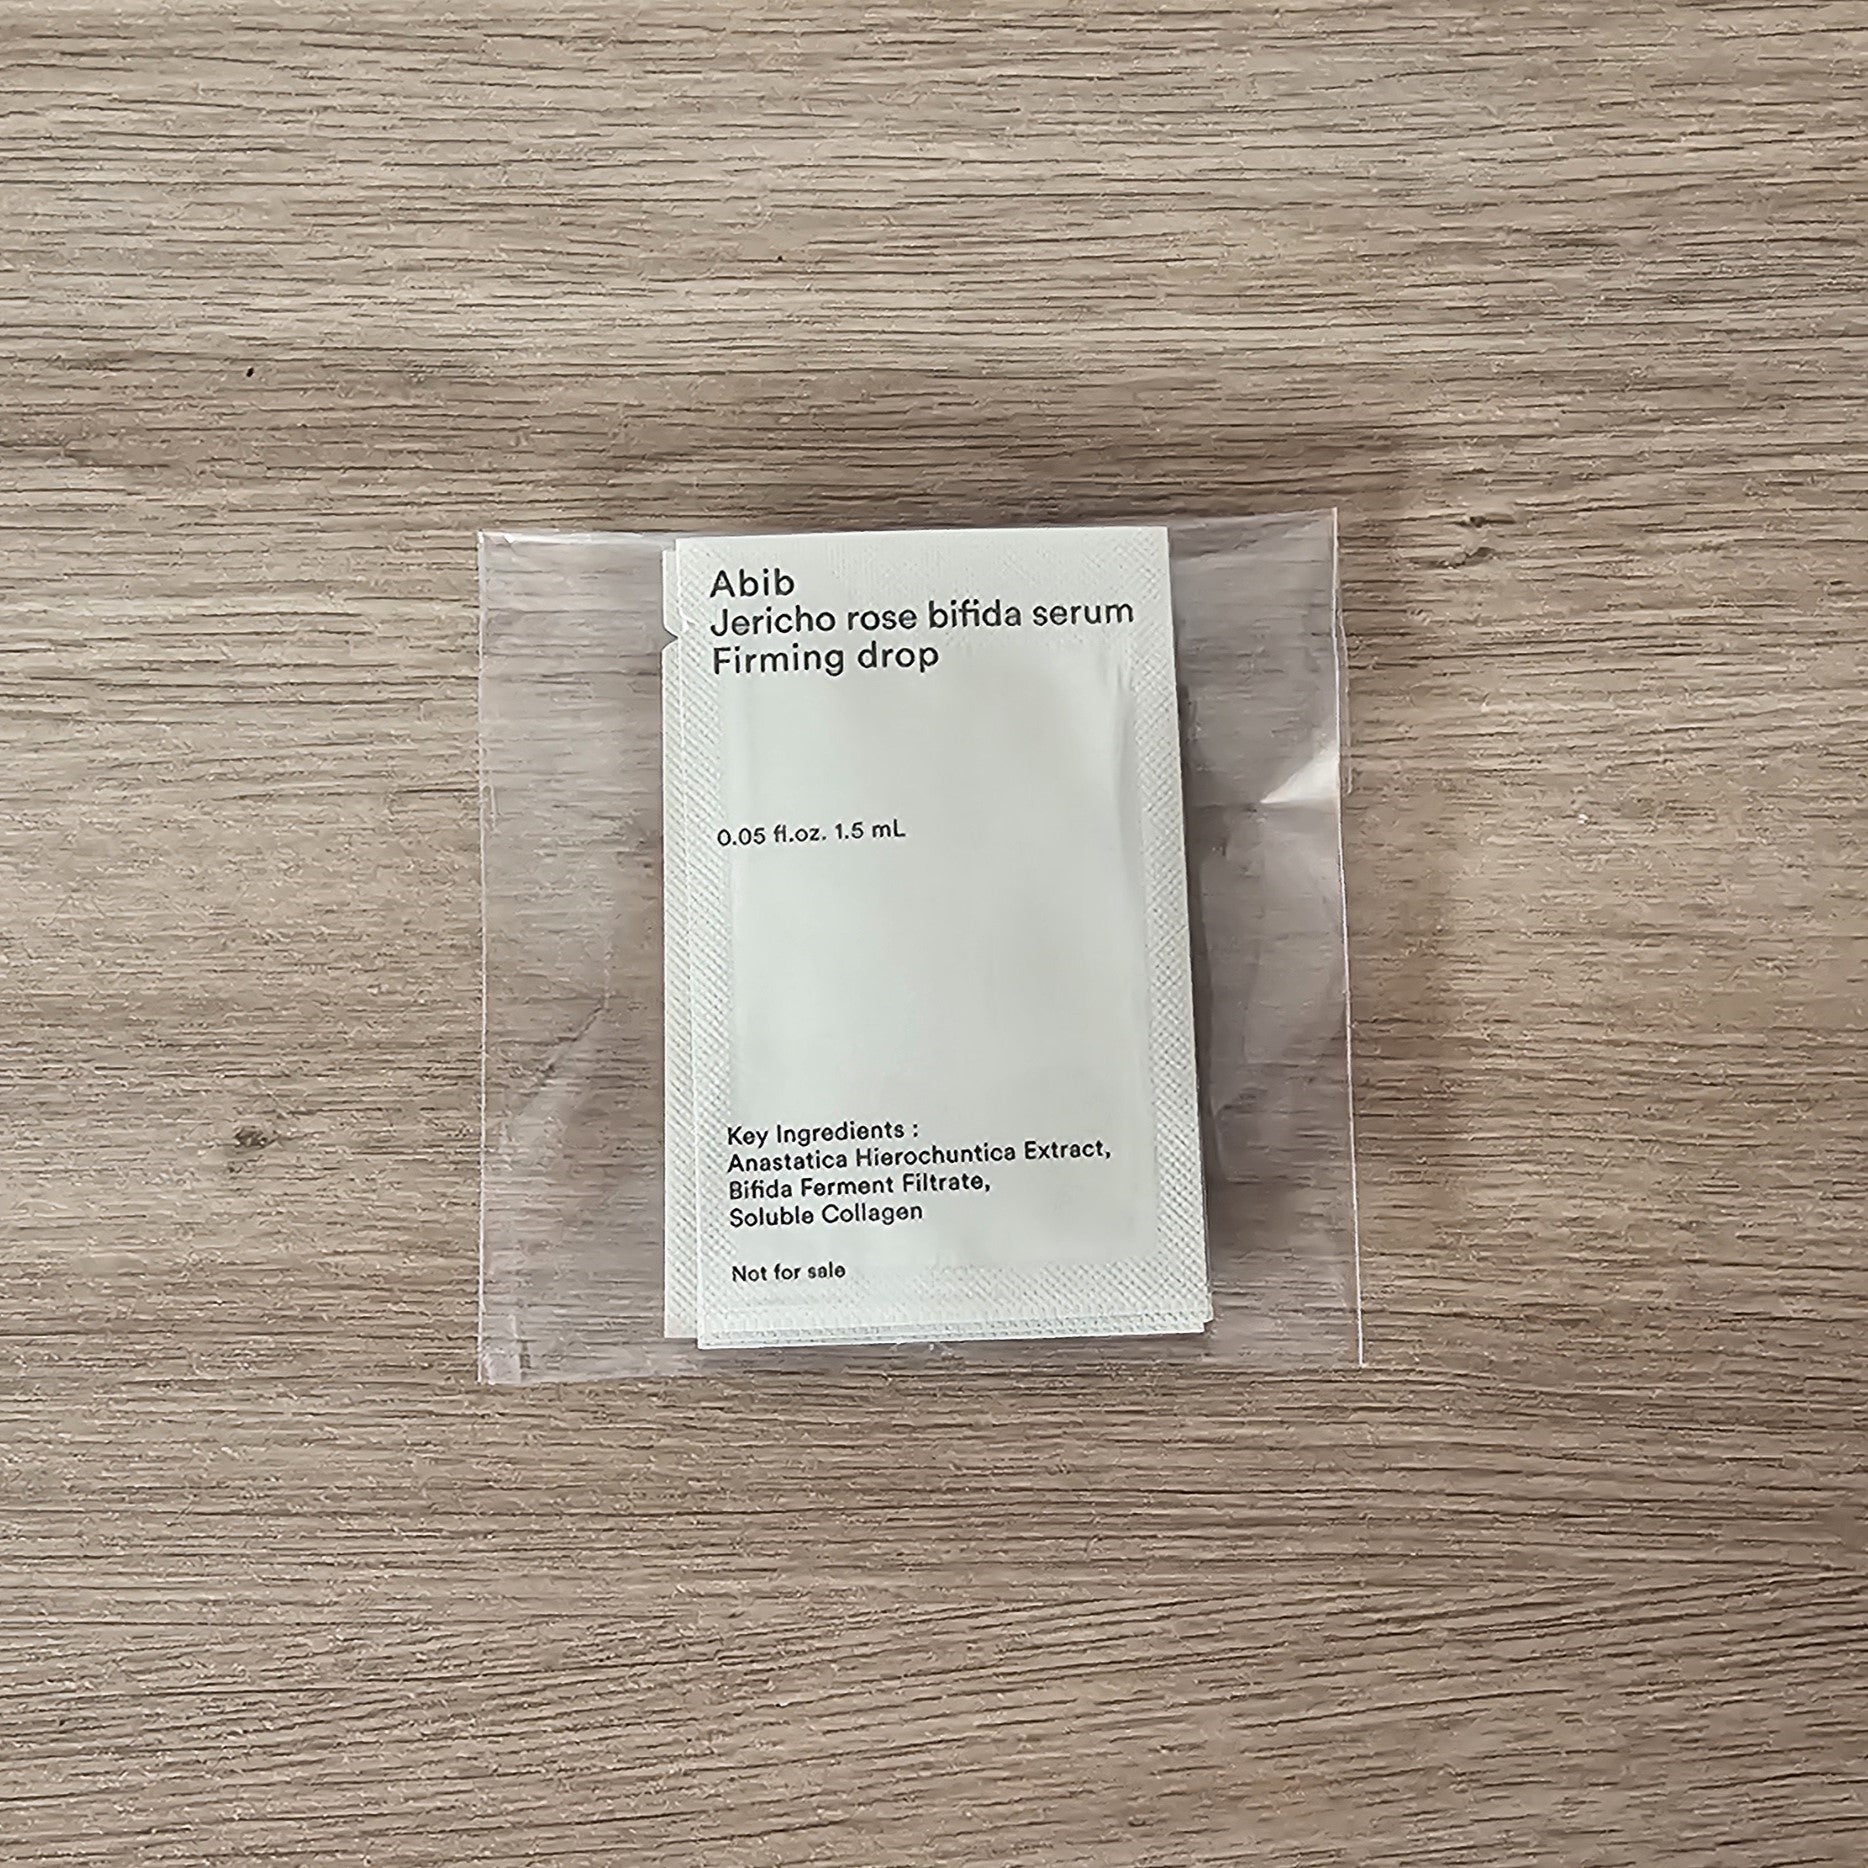 Abib
Jericho rose bifida serum
Firming drop
0.05 fl.oz. 1.5 mL
Key Ingredients :
Anastatica Hierochuntica Extract,
Bifida Ferment Filtrate,
Soluble Collagen
Not for sale